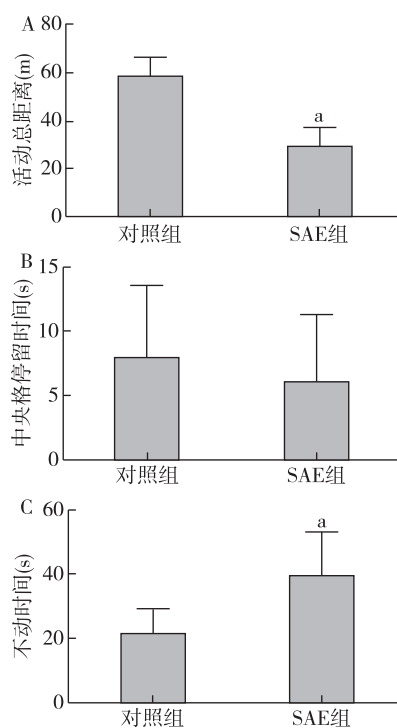 A
80
60
40
20
0
活动总距离(m)
a
对照组
SAE组
B
15
10
5
0
中央格停留时间(s)
对照组
SAE组
C
60
40
20
0
不动时间(s)
a
对照组
SAE组